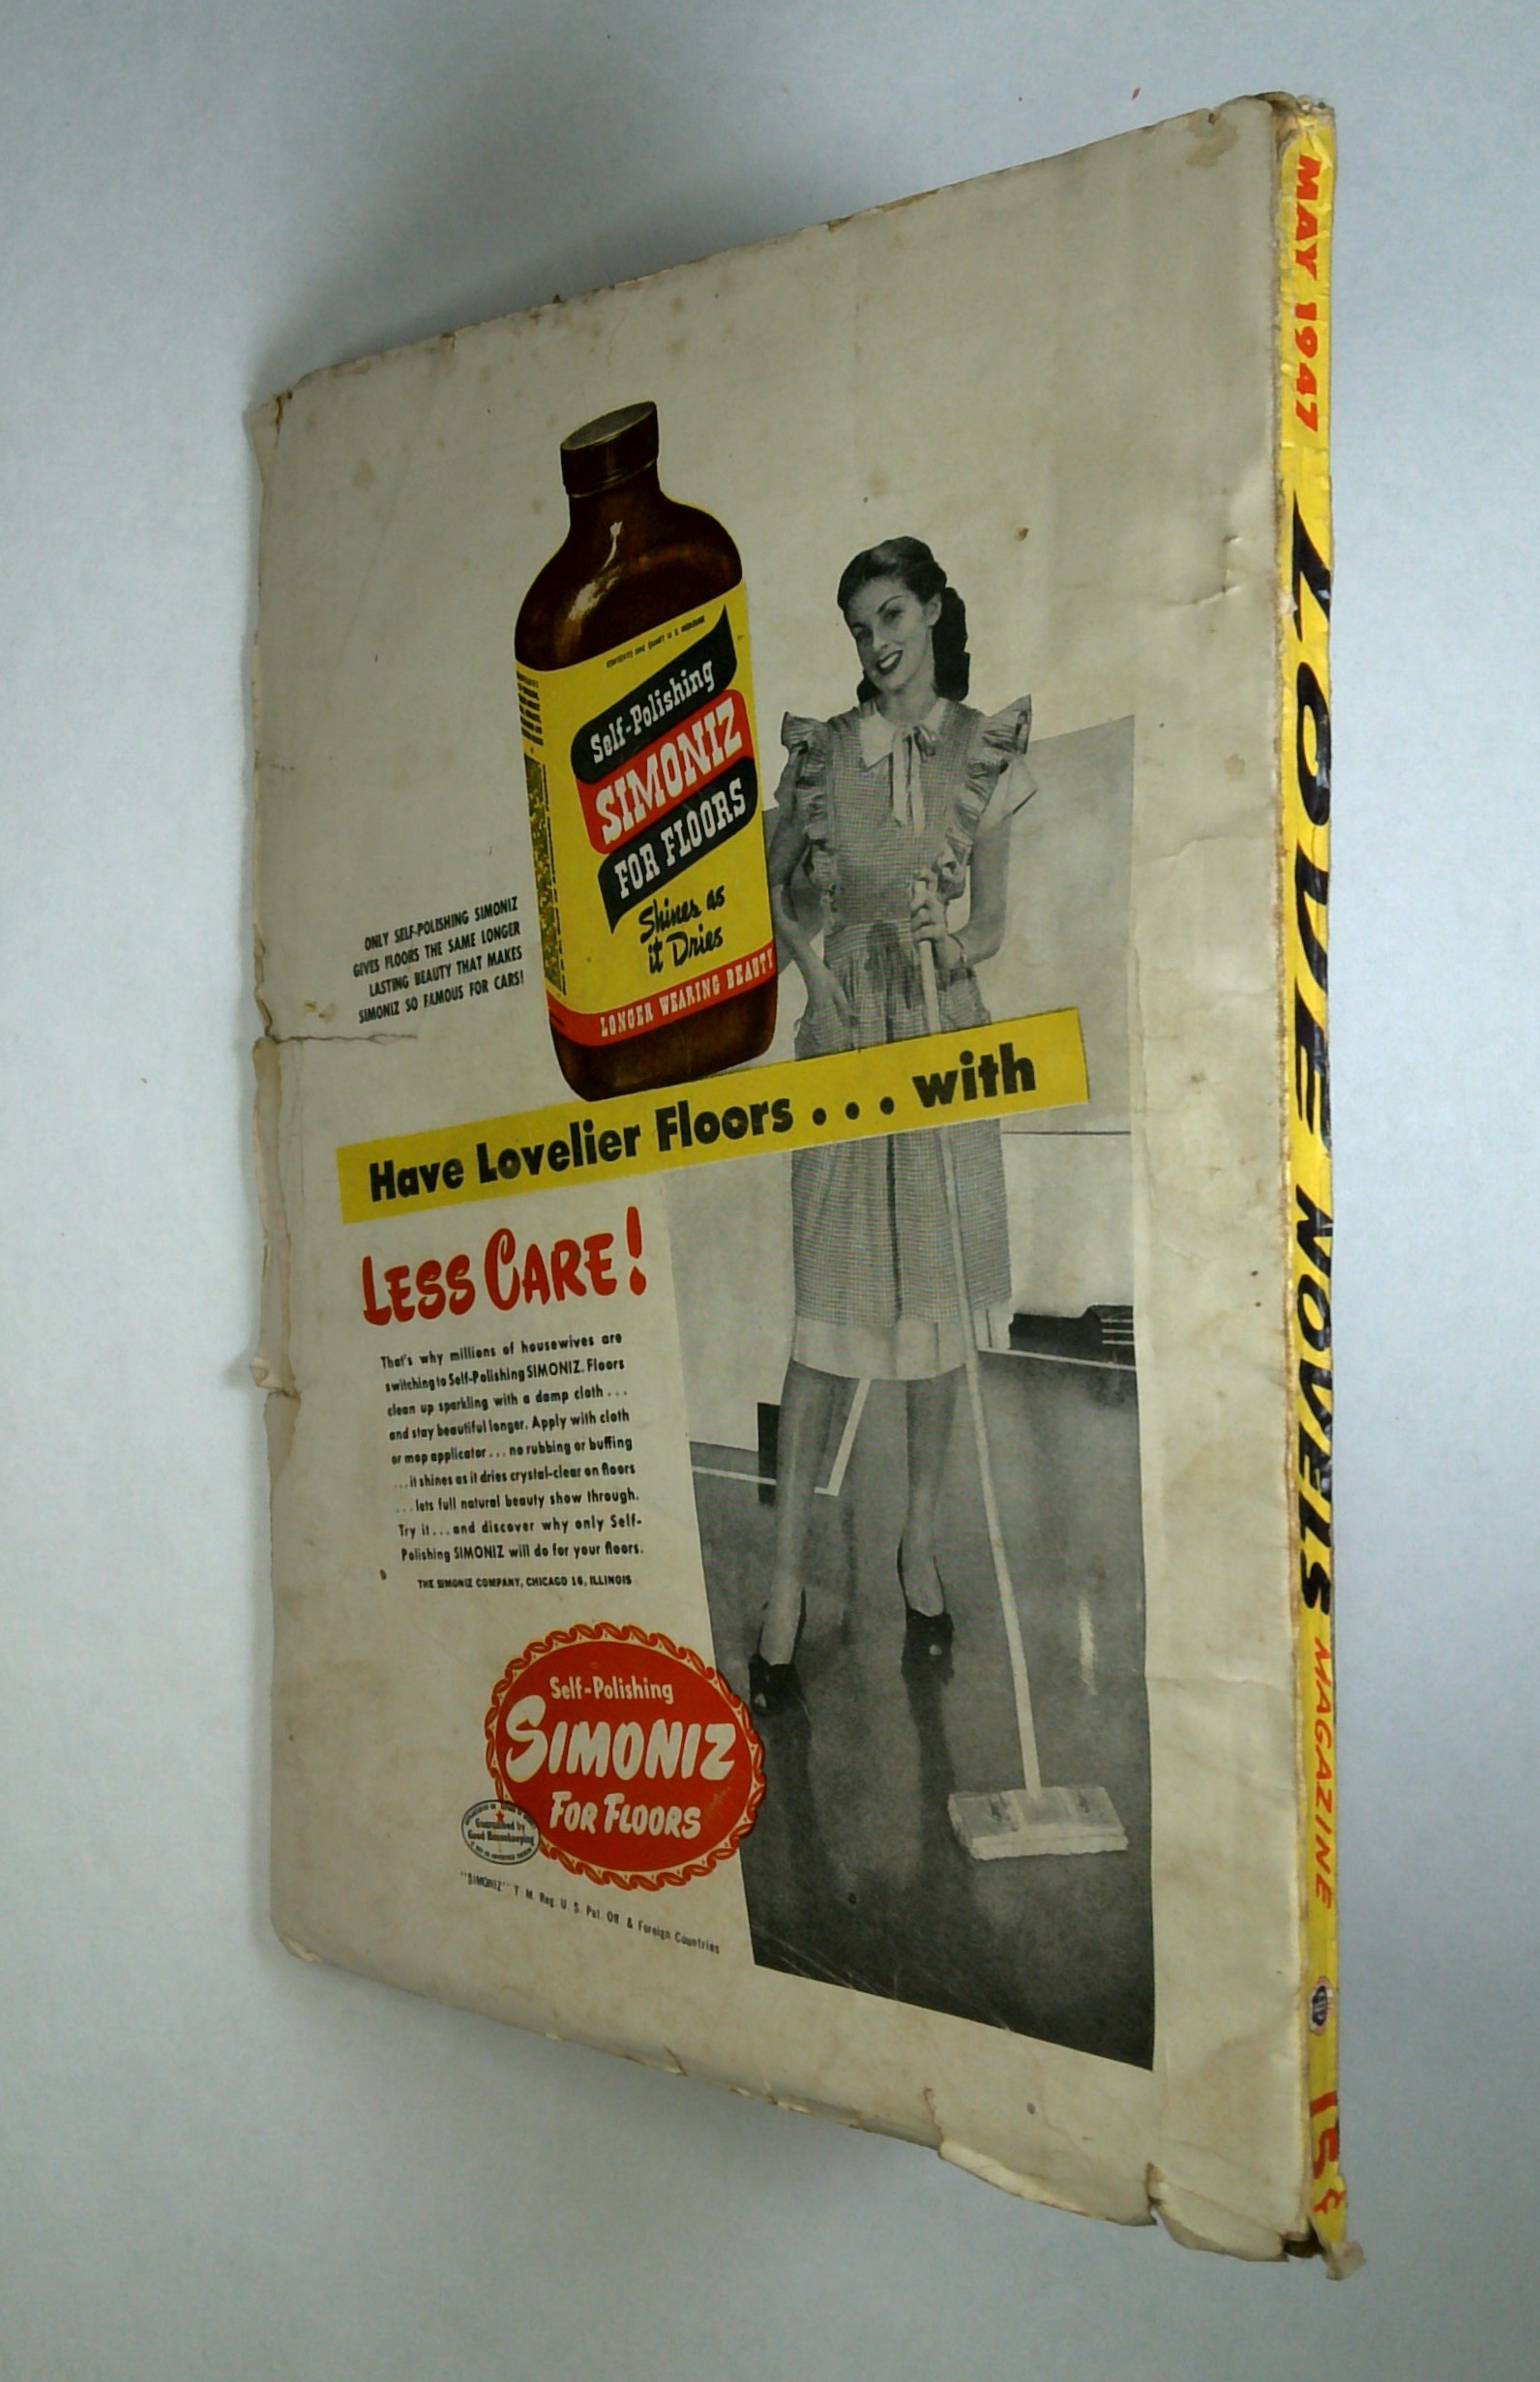 CONTENTS ONE QUART U.S. MEASURE
Self-Polishing
SIMONIZ
FOR FLOORS
Shines as
it Dries
LONGER WEARING BEAUTY
ONLY SELF-POLISHING SIMONIZ
GIVES FLOORS THE SAME LONGER
LASTING BEAUTY THAT MAKES
SIMONIZ SO FAMOUS FOR CARS!
Have Lovelier Floors . . . with
LESS CARE!
That's why millions of housewives are
switching to Self-Polishing SIMONIZ. Floors
clean up sparkling with a damp cloth . . .
and stay beautiful longer. Apply with cloth
or mop applicator . . . no rubbing or buffing
. . . it shines as it dries crystal-clear on floors
. . . lets full natural beauty show through.
Try it . . . and discover why only Self-
Polishing SIMONIZ will do for your floors.
THE SIMONIZ COMPANY, CHICAGO 16, ILLINOIS
Self-Polishing
SIMONIZ
FOR FLOORS
Guaranteed by
Good Housekeeping
"SIMONIZ" T. M. Reg. U. S. Pat. Off. & Foreign Countries
MAY 1947 LOVE NOVELS MAGAZINE 15¢